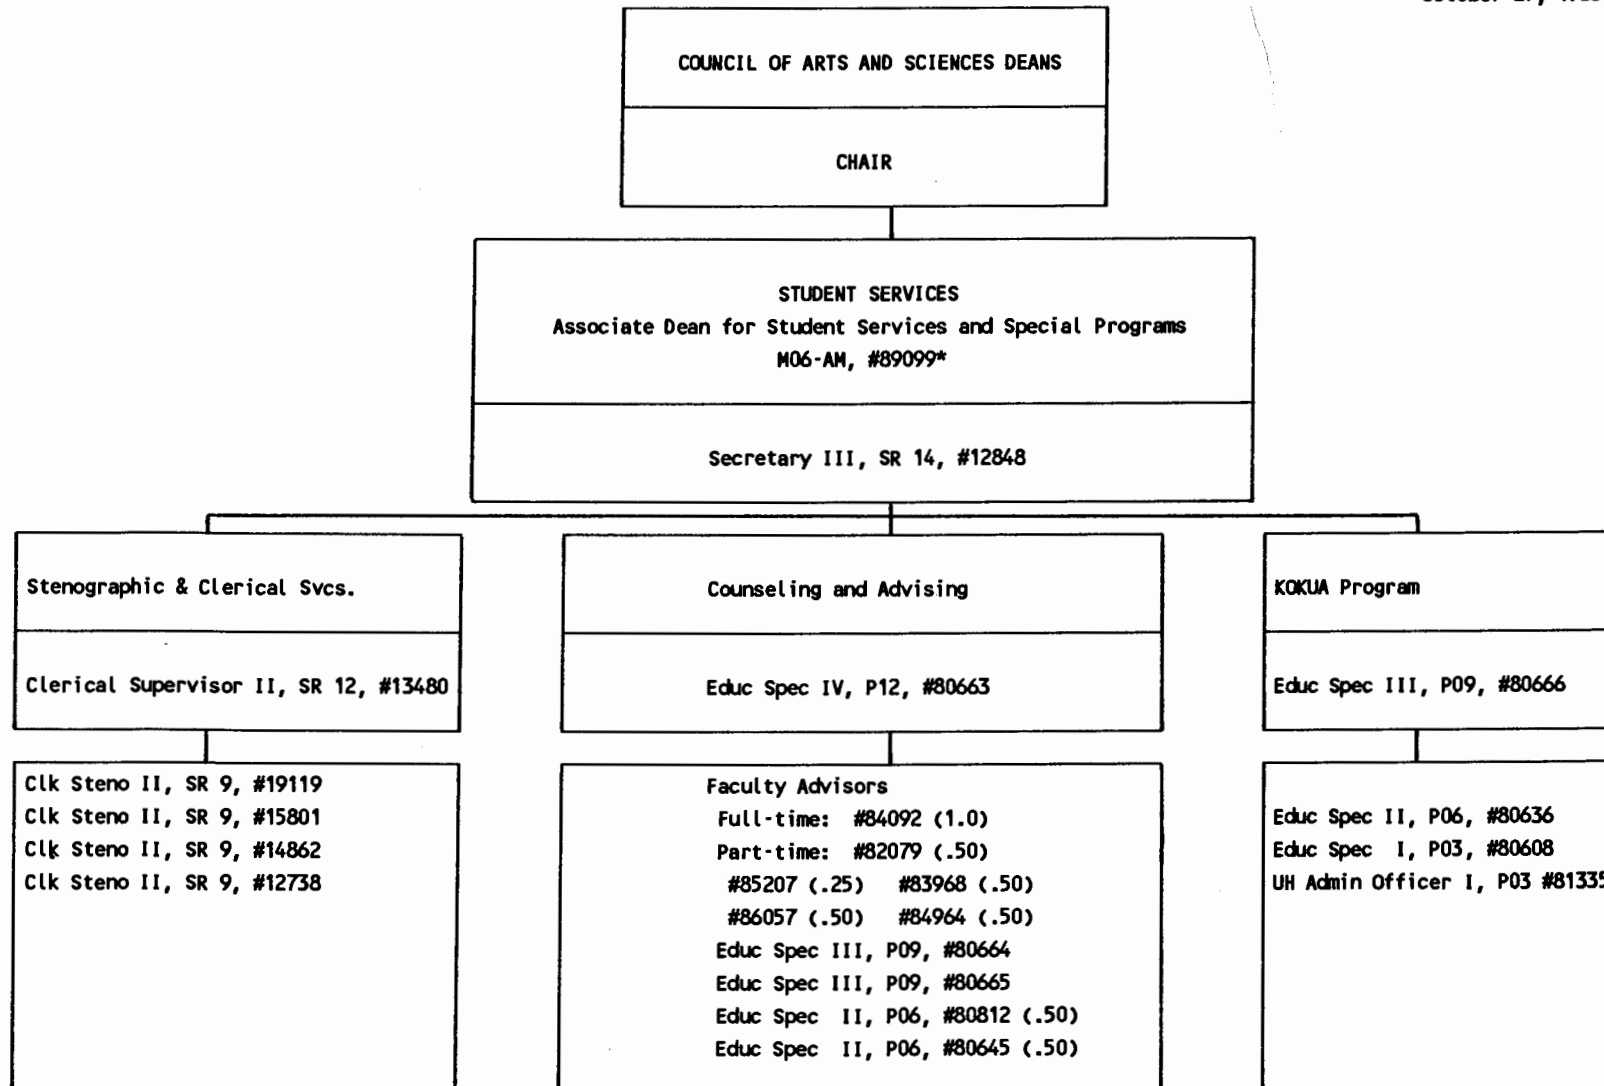 COUNCIL OF ARTS AND SCIENCES DEANS
CHAIR
STUDENT SERVICES
Associate Dean for Student Services and Special Programs
M06-AM, #89099*
Secretary III, SR 14, #12848
Stenographic & Clerical Svcs.
Clerical Supervisor II, SR 12, #13480
Clk Steno II, SR 9, #19119
Clk Steno II, SR 9, #15801
Clk Steno II, SR 9, #14862
Clk Steno II, SR 9, #12738
Counseling and Advising
Educ Spec IV, P12, #80663
Faculty Advisors
Full-time: #84092 (1.0)
Part-time: #82079 (.50)
#85207 (.25) #83968 (.50)
#86057 (.50) #84964 (.50)
Educ Spec III, P09, #80664
Educ Spec III, P09, #80665
Educ Spec II, P06, #80812 (.50)
Educ Spec II, P06, #80645 (.50)
KOKUA Program
Educ Spec III, P09, #80666
Educ Spec II, P06, #80636
Educ Spec I, P03, #80608
UH Admin Officer I, P03 #81335